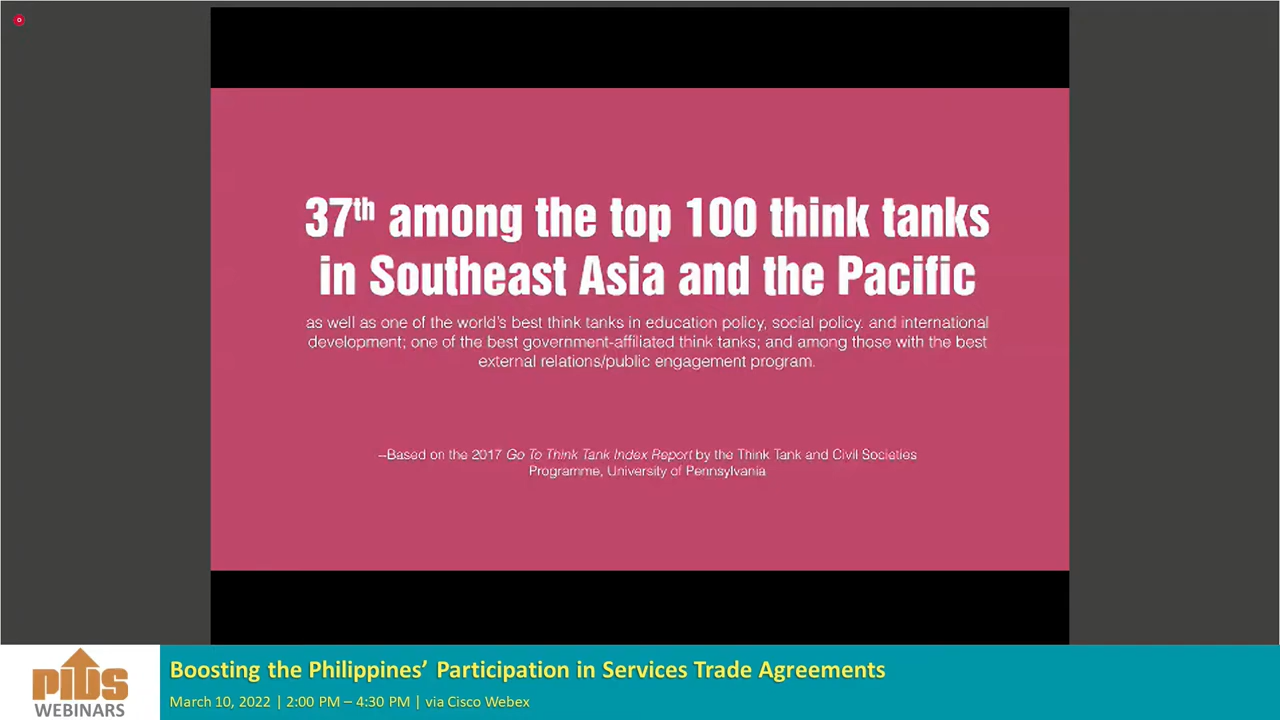 37th among the top 100 think tanks
in Southeast Asia and the Pacific
as well as one of the world's best think tanks in education policy, social policy. and international
development; one of the best government-affiliated think tanks; and among those with the best
external relations/public engagement program.
--Based on the 2017 Go To Think Tank Index Report by the Think Tank and Civil Societies
Programme, University of Pennsylvania
PIDS
WEBINARS
Boosting the Philippines' Participation in Services Trade Agreements
March 10, 2022 | 2:00 PM – 4:30 PM | via Cisco Webex